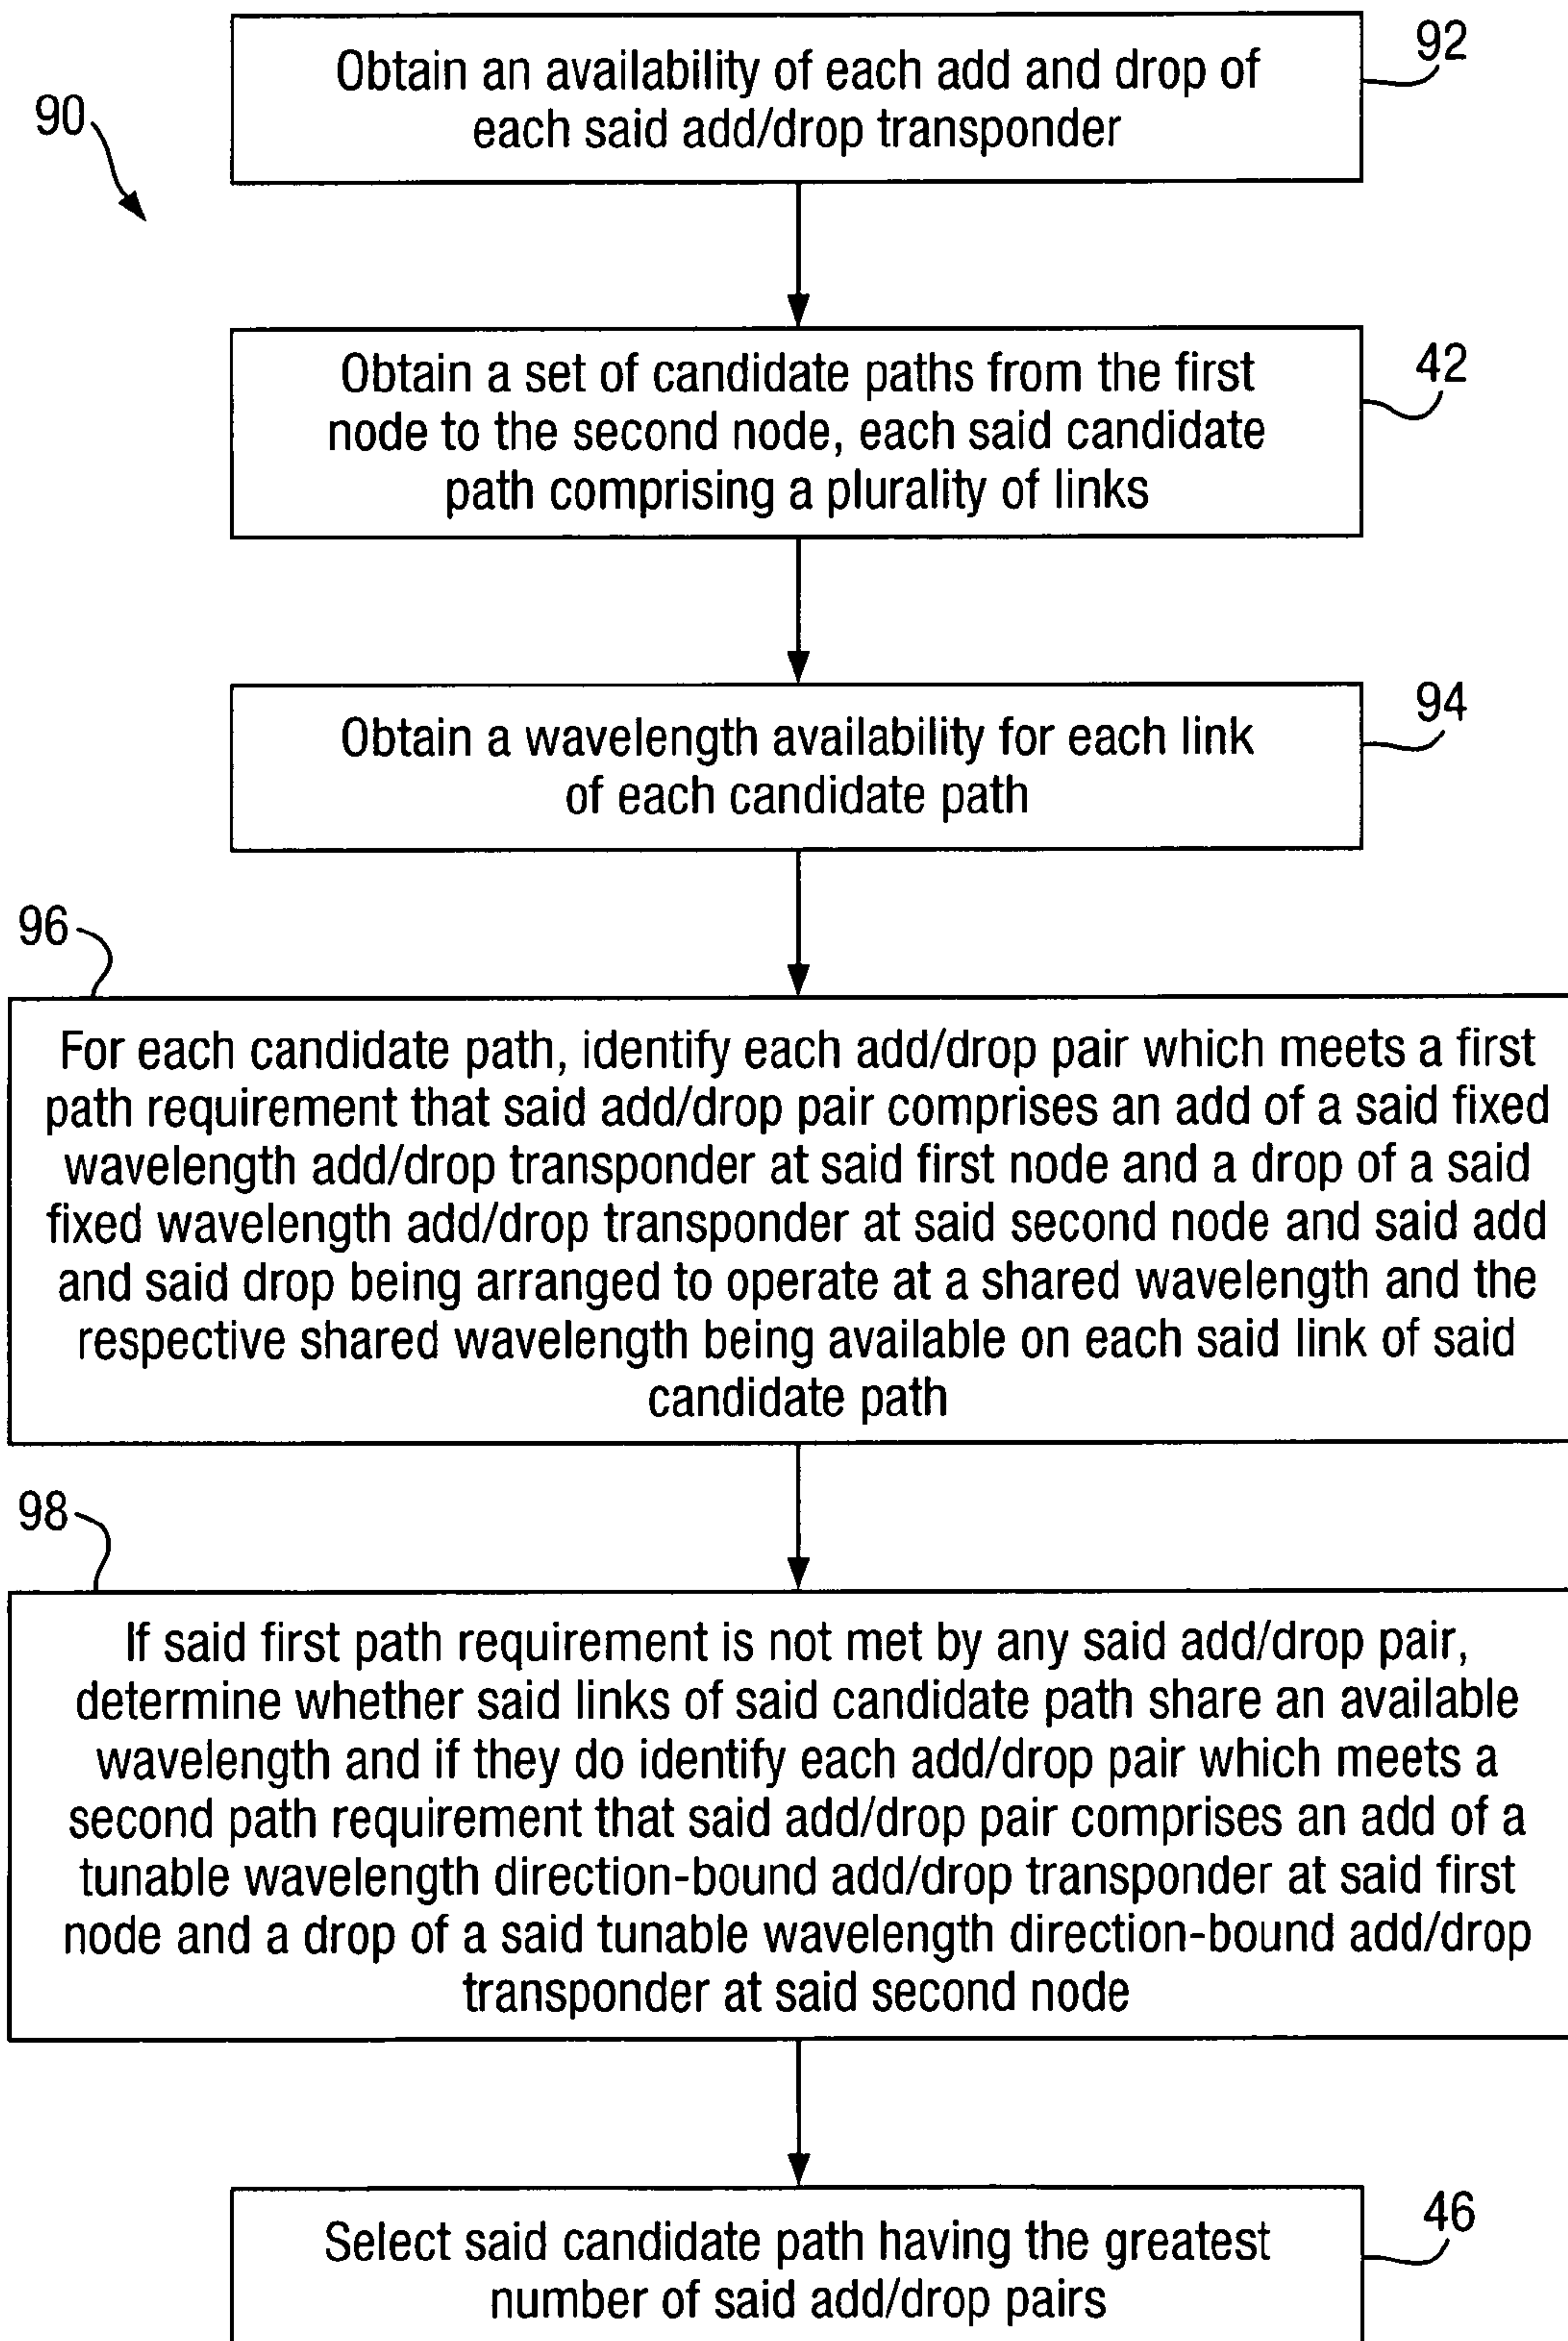 90
92
Obtain an availability of each add and drop of
each said add/drop transponder
42
Obtain a set of candidate paths from the first
node to the second node, each said candidate
path comprising a plurality of links
94
Obtain a wavelength availability for each link
of each candidate path
96
For each candidate path, identify each add/drop pair which meets a first
path requirement that said add/drop pair comprises an add of a said fixed
wavelength add/drop transponder at said first node and a drop of a said
fixed wavelength add/drop transponder at said second node and said add
and said drop being arranged to operate at a shared wavelength and the
respective shared wavelength being available on each said link of said
candidate path
98
If said first path requirement is not met by any said add/drop pair,
determine whether said links of said candidate path share an available
wavelength and if they do identify each add/drop pair which meets a
second path requirement that said add/drop pair comprises an add of a
tunable wavelength direction-bound add/drop transponder at said first
node and a drop of a said tunable wavelength direction-bound add/drop
transponder at said second node
46
Select said candidate path having the greatest
number of said add/drop pairs